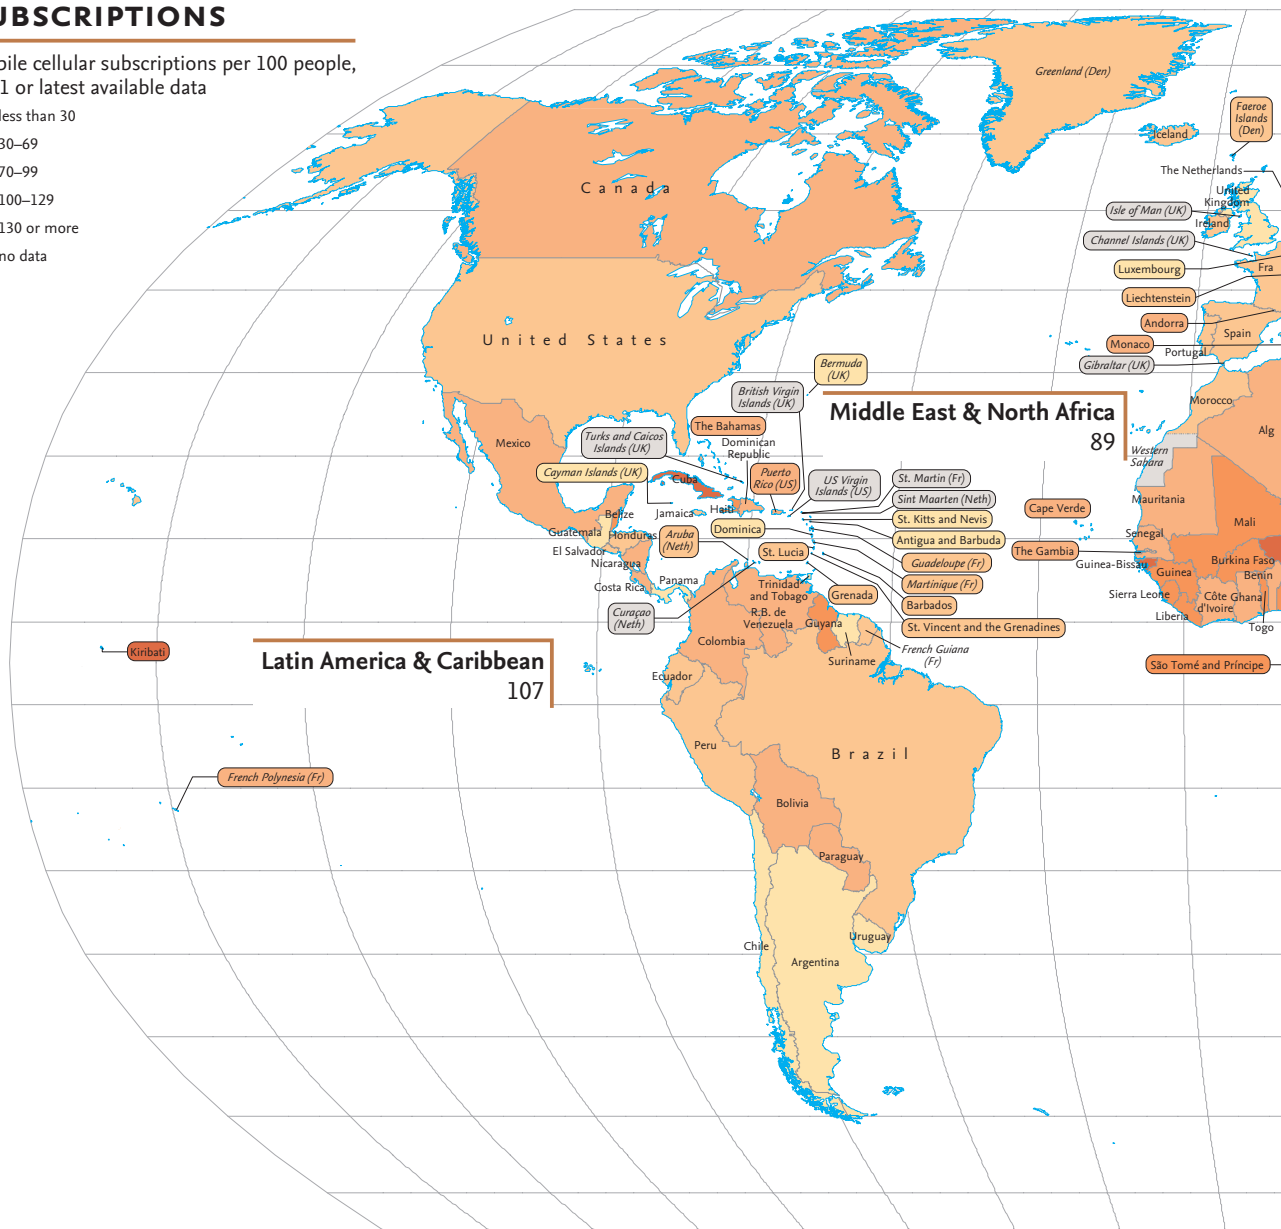 UBSCRIPTIONS
bile cellular subscriptions per 100 people,
1 or latest available data
less than 30
30–69
70–99
100–129
130 or more
no data
Greenland (Den)
Faeroe
Islands
(Den)
Iceland
The Netherlands
United
Kingdom
Isle of Man (UK)
Ireland
Channel Islands (UK)
Luxembourg
Fra
Liechtenstein
Andorra
Spain
Monaco
Portugal
Gibraltar (UK)
Canada
United States
Bermuda
(UK)
British Virgin
Islands (UK)
Middle East & North Africa
89
Morocco
Alg
Western
Sahara
The Bahamas
Mexico
Turks and Caicos
Islands (UK)
Dominican
Republic
Cayman Islands (UK)
Cuba
Puerto
Rico (US)
US Virgin
Islands (US)
St. Martin (Fr)
Sint Maarten (Neth)
St. Kitts and Nevis
Antigua and Barbuda
Guadeloupe (Fr)
Martinique (Fr)
Barbados
St. Vincent and the Grenadines
Belize
Jamaica
Haiti
Guatemala
Honduras
Aruba
(Neth)
Dominica
El Salvador
Nicaragua
St. Lucia
Costa Rica
Panama
Trinidad
and Tobago
Grenada
Curaçao
(Neth)
R.B. de
Venezuela
Guyana
Colombia
Suriname
French Guiana
(Fr)
Mauritania
Cape Verde
Mali
Senegal
The Gambia
Guinea-Bissau
Guinea
Burkina Faso
Benin
Sierra Leone
Côte
d'Ivoire
Ghana
Liberia
Togo
São Tomé and Príncipe
Kiribati
Latin America & Caribbean
107
Ecuador
Peru
Brazil
French Polynesia (Fr)
Bolivia
Paraguay
Chile
Uruguay
Argentina